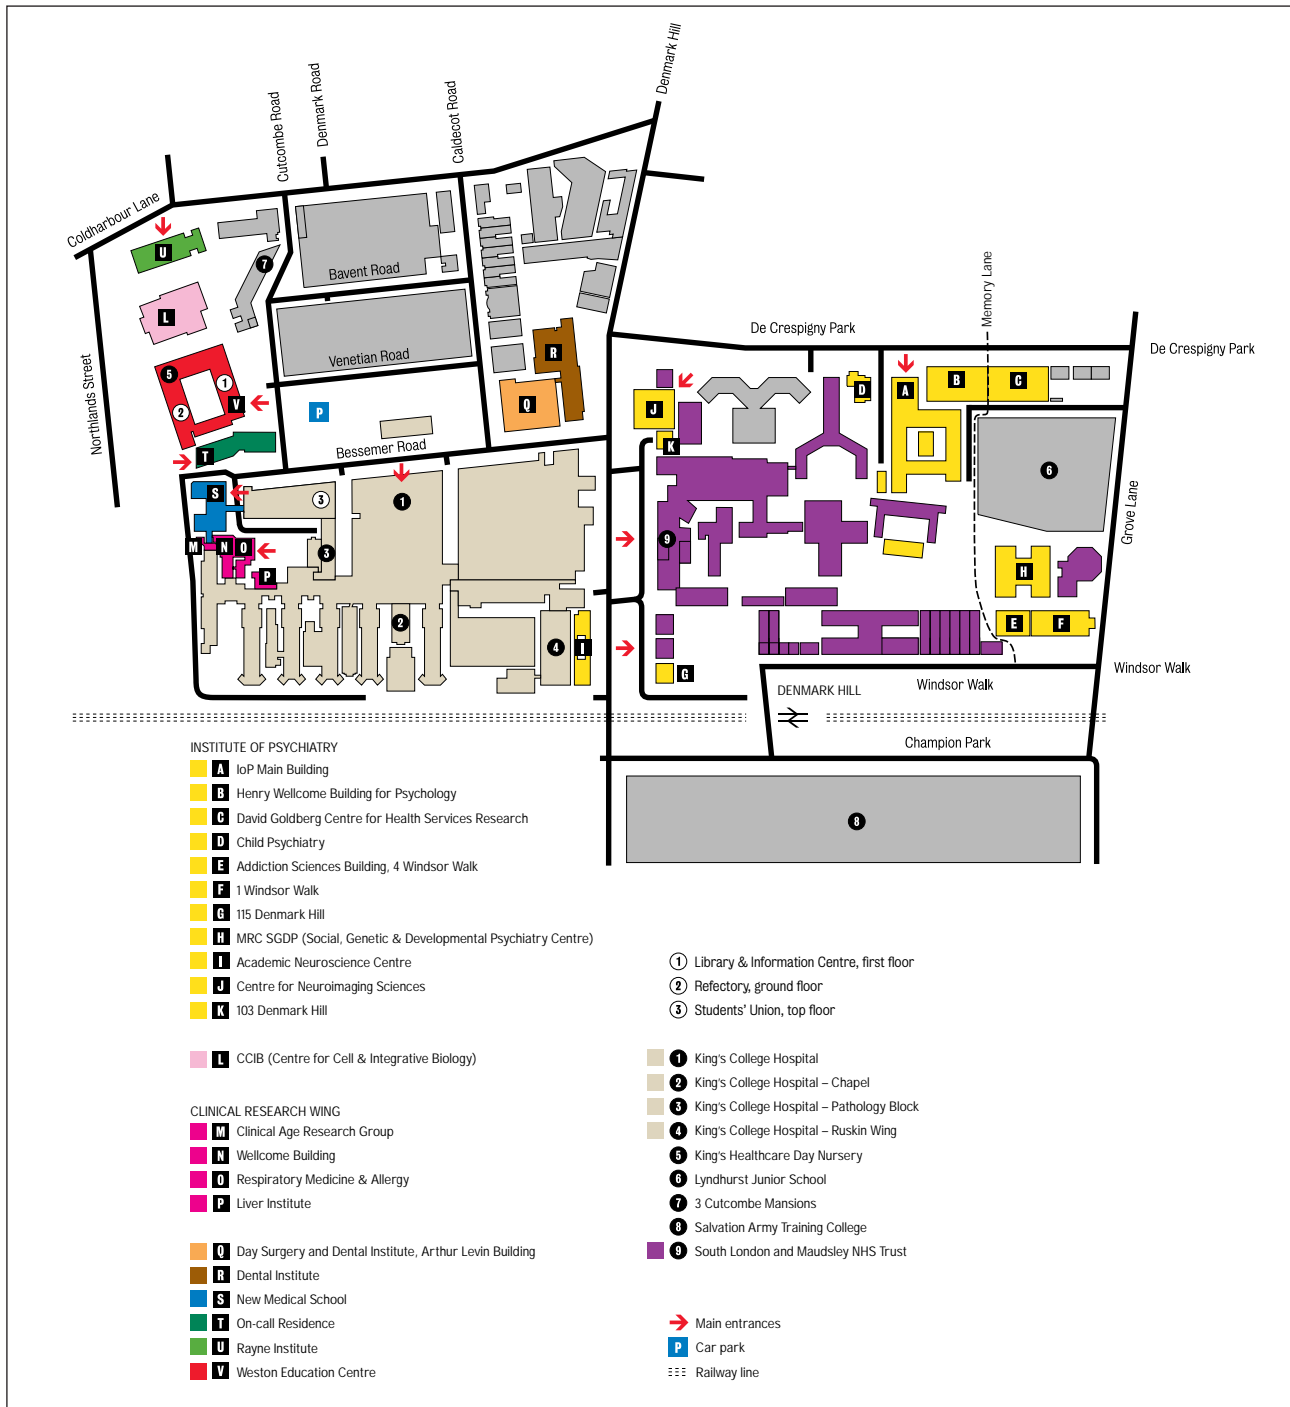 Denmark Hill
Cutcombe Road
Denmark Road
Caldecot Road
Coldharbour Lane
U
7
Bavent Road
Memory Lane
L
De Crespigny Park
Northlands Street
Venetian Road
R
De Crespigny Park
5
1
D
A
B
C
2
V
P
Q
J
K
T
Bessemer Road
6
S
3
1
Grove Lane
M
N
O
3
9
P
H
2
E
F
4
I
G
Windsor Walk
DENMARK HILL
Windsor Walk
Champion Park
8
INSTITUTE OF PSYCHIATRY
A IoP Main Building
B Henry Wellcome Building for Psychology
C David Goldberg Centre for Health Services Research
D Child Psychiatry
E Addiction Sciences Building, 4 Windsor Walk
F 1 Windsor Walk
G 115 Denmark Hill
H MRC SGDP (Social, Genetic & Developmental Psychiatry Centre)
I Academic Neuroscience Centre
J Centre for Neuroimaging Sciences
K 103 Denmark Hill
L CCIB (Centre for Cell & Integrative Biology)
CLINICAL RESEARCH WING
M Clinical Age Research Group
N Wellcome Building
O Respiratory Medicine & Allergy
P Liver Institute
Q Day Surgery and Dental Institute, Arthur Levin Building
R Dental Institute
S New Medical School
T On-call Residence
U Rayne Institute
V Weston Education Centre
1 Library & Information Centre, first floor
2 Refectory, ground floor
3 Students' Union, top floor
1 King's College Hospital
2 King's College Hospital – Chapel
3 King's College Hospital – Pathology Block
4 King's College Hospital – Ruskin Wing
5 King's Healthcare Day Nursery
6 Lyndhurst Junior School
7 3 Cutcombe Mansions
8 Salvation Army Training College
9 South London and Maudsley NHS Trust
Main entrances
P Car park
Railway line